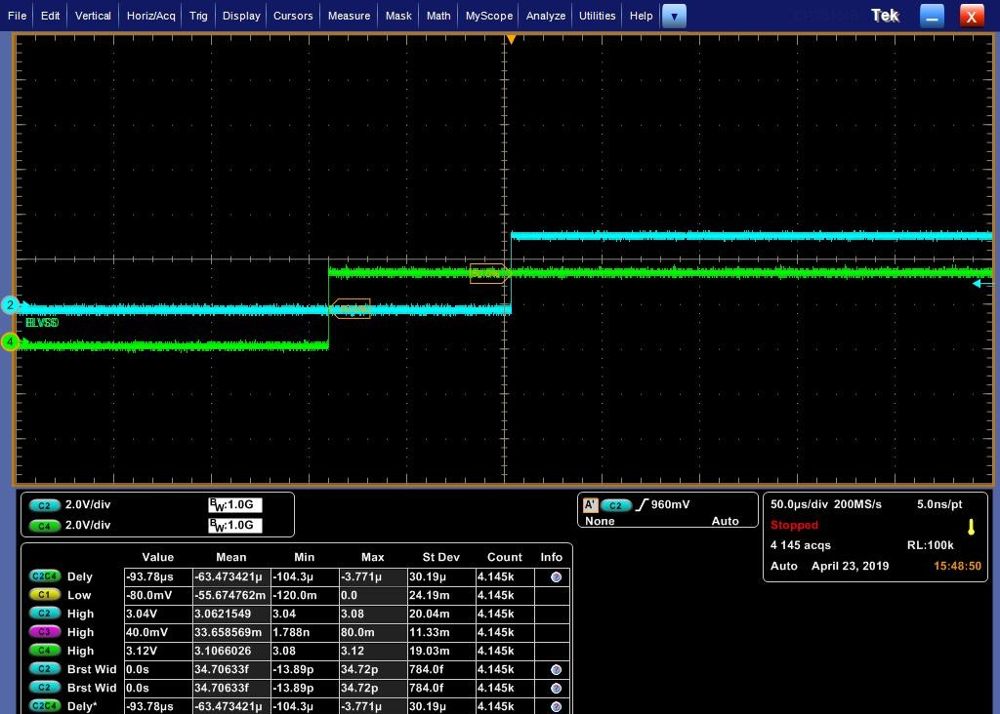 File Edit Vertical Horiz/Acq Trig Display Cursors Measure Mask Math MyScope Analyze Utilities Help Tek X
2
ELVSS
4
C2 2.0V/div BW:1.0G
C4 2.0V/div BW:1.0G
A' C2 960mV
None Auto
50.0µs/div 200MS/s 5.0ns/pt
Stopped
4 145 acqs RL:100k
Auto April 23, 2019 15:48:50
Value Mean Min Max St Dev Count Info
C2C4 Dely -93.78µs -63.473421µ -104.3µ -3.771µ 30.19µ 4.145k
C1 Low -80.0mV -55.674762m -120.0m 0.0 24.19m 4.145k
C2 High 3.04V 3.0621549 3.04 3.08 20.04m 4.145k
C3 High 40.0mV 33.658569m 1.788n 80.0m 11.33m 4.145k
C4 High 3.12V 3.1066026 3.08 3.12 19.03m 4.145k
C2 Brst Wid 0.0s 34.70633f -13.89p 34.72p 784.0f 4.145k
C2 Brst Wid 0.0s 34.70633f -13.89p 34.72p 784.0f 4.145k
C2C4 Dely* -93.78µs -63.473421µ -104.3µ -3.771µ 30.19µ 4.145k